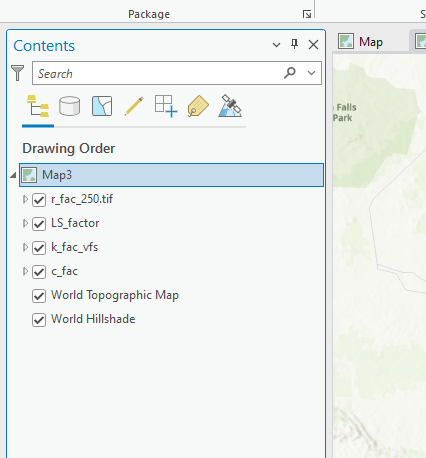 Package
S
Contents
Map
Search
Drawing Order
Map3
r_fac_250.tif
LS_factor
k_fac_vfs
c_fac
World Topographic Map
World Hillshade
Falls
Park